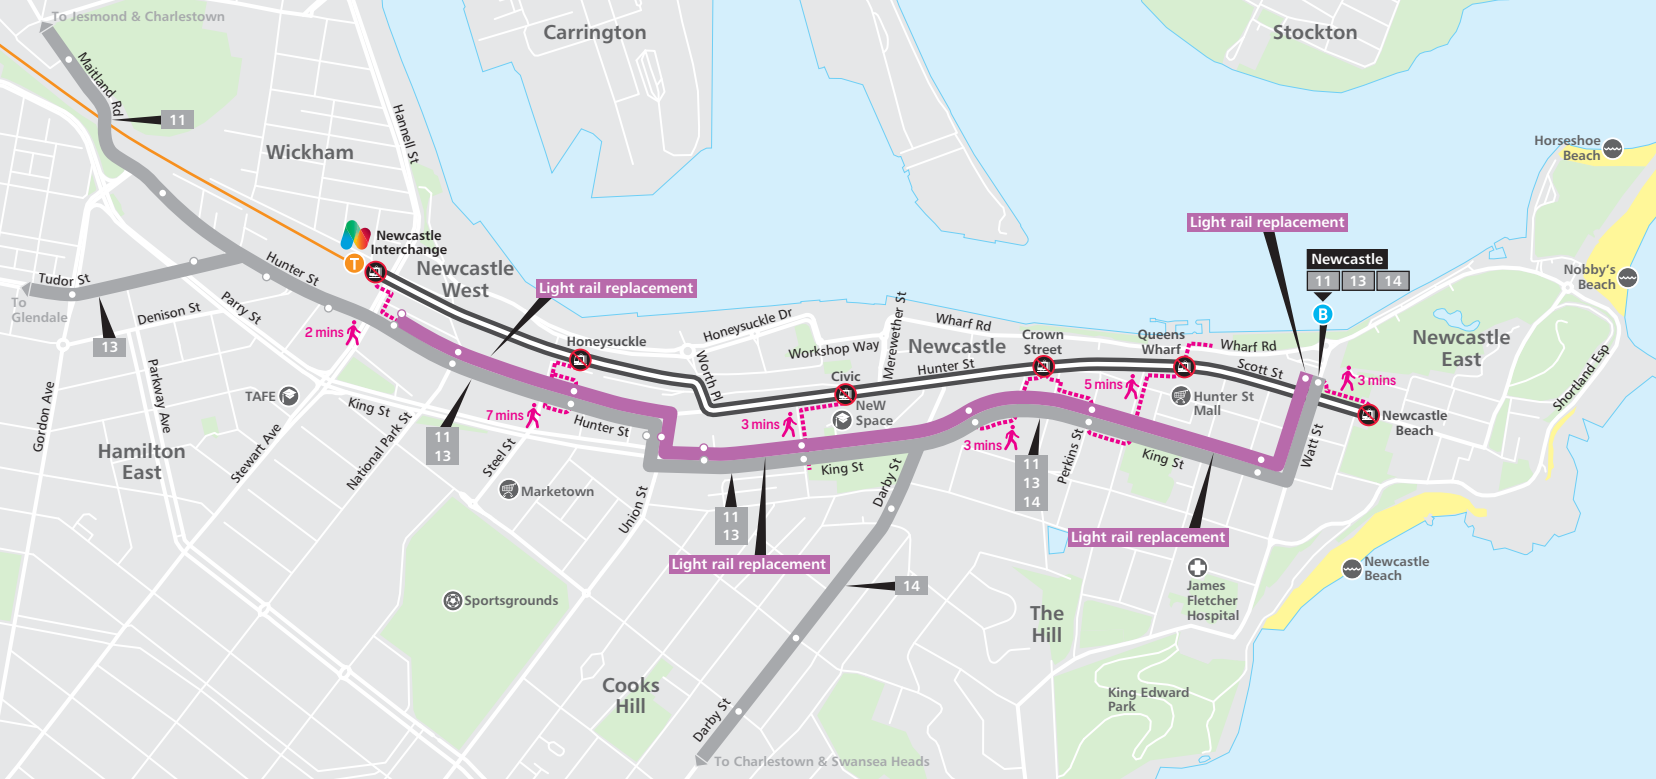 To Jesmond & Charlestown
Carrington
Stockton
Maitland Rd
11
Hannell St
Wickham
Horseshoe
Beach
Light rail replacement
Newcastle
Interchange
T
Newcastle
West
Newcastle
11 13 14
B
Nobby's
Beach
Tudor St
To
Glendale
Hunter St
Parry St
Denison St
13
2 mins
Light rail replacement
Honeysuckle
Honeysuckle Dr
Worth Pl
Workshop Way
Merewether St
Wharf Rd
Newcastle
Hunter St
Crown
Street
Queens
Wharf
Wharf Rd
Scott St
Newcastle
East
Shortland Esp
Gordon Ave
Parkway Ave
TAFE
King St
National Park St
Stewart Ave
Hamilton
East
11
13
7 mins
Hunter St
Steel St
Marketown
Union St
Civic
NeW
Space
3 mins
King St
Darby St
3 mins
5 mins
Hunter St
Mall
3 mins
Newcastle
Beach
Watt St
King St
Perkins St
11
13
14
11
13
Light rail replacement
Light rail replacement
14
Sportsgrounds
Newcastle
Beach
James
Fletcher
Hospital
The
Hill
Cooks
Hill
King Edward
Park
Darby St
To Charlestown & Swansea Heads